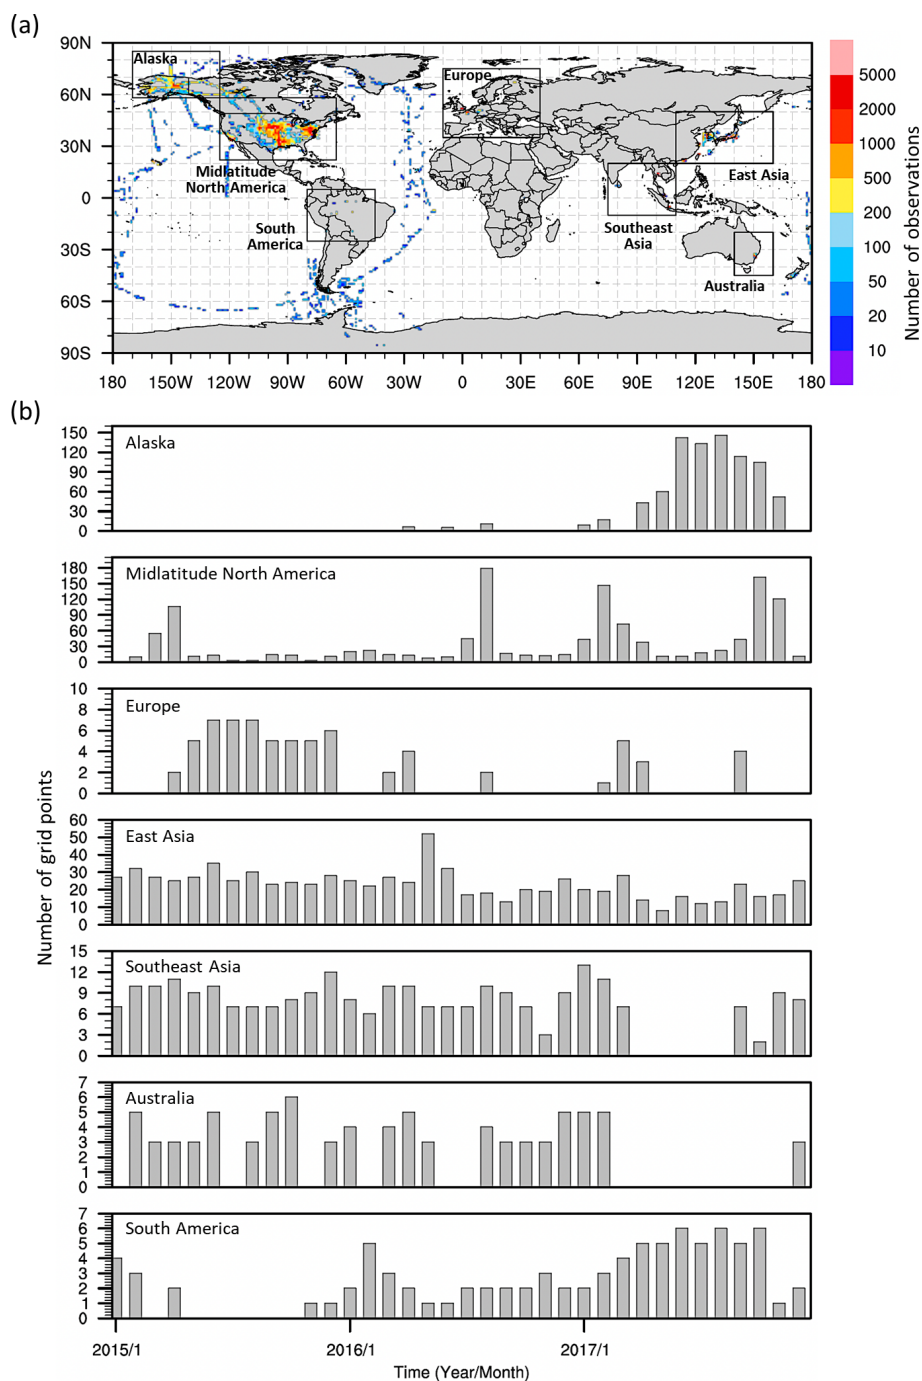 (a)
90N
60N
30N
0
30S
60S
90S
180 150W 120W 90W 60W 30W 0 30E 60E 90E 120E 150E 180
Alaska
Europe
Midlatitude
North America
South
America
East Asia
Southeast
Asia
Australia
5000
2000
1000
500
200
100
50
20
10
Number of observations
(b)
Number of grid points
Alaska
150
120
90
60
30
0
Midlatitude North America
180
150
120
90
60
30
0
Europe
10
8
6
4
2
0
East Asia
60
50
40
30
20
10
0
Southeast Asia
15
12
9
6
3
0
Australia
7
6
5
4
3
2
1
0
South America
7
6
5
4
3
2
1
0
2015/1 2016/1 2017/1
Time (Year/Month)